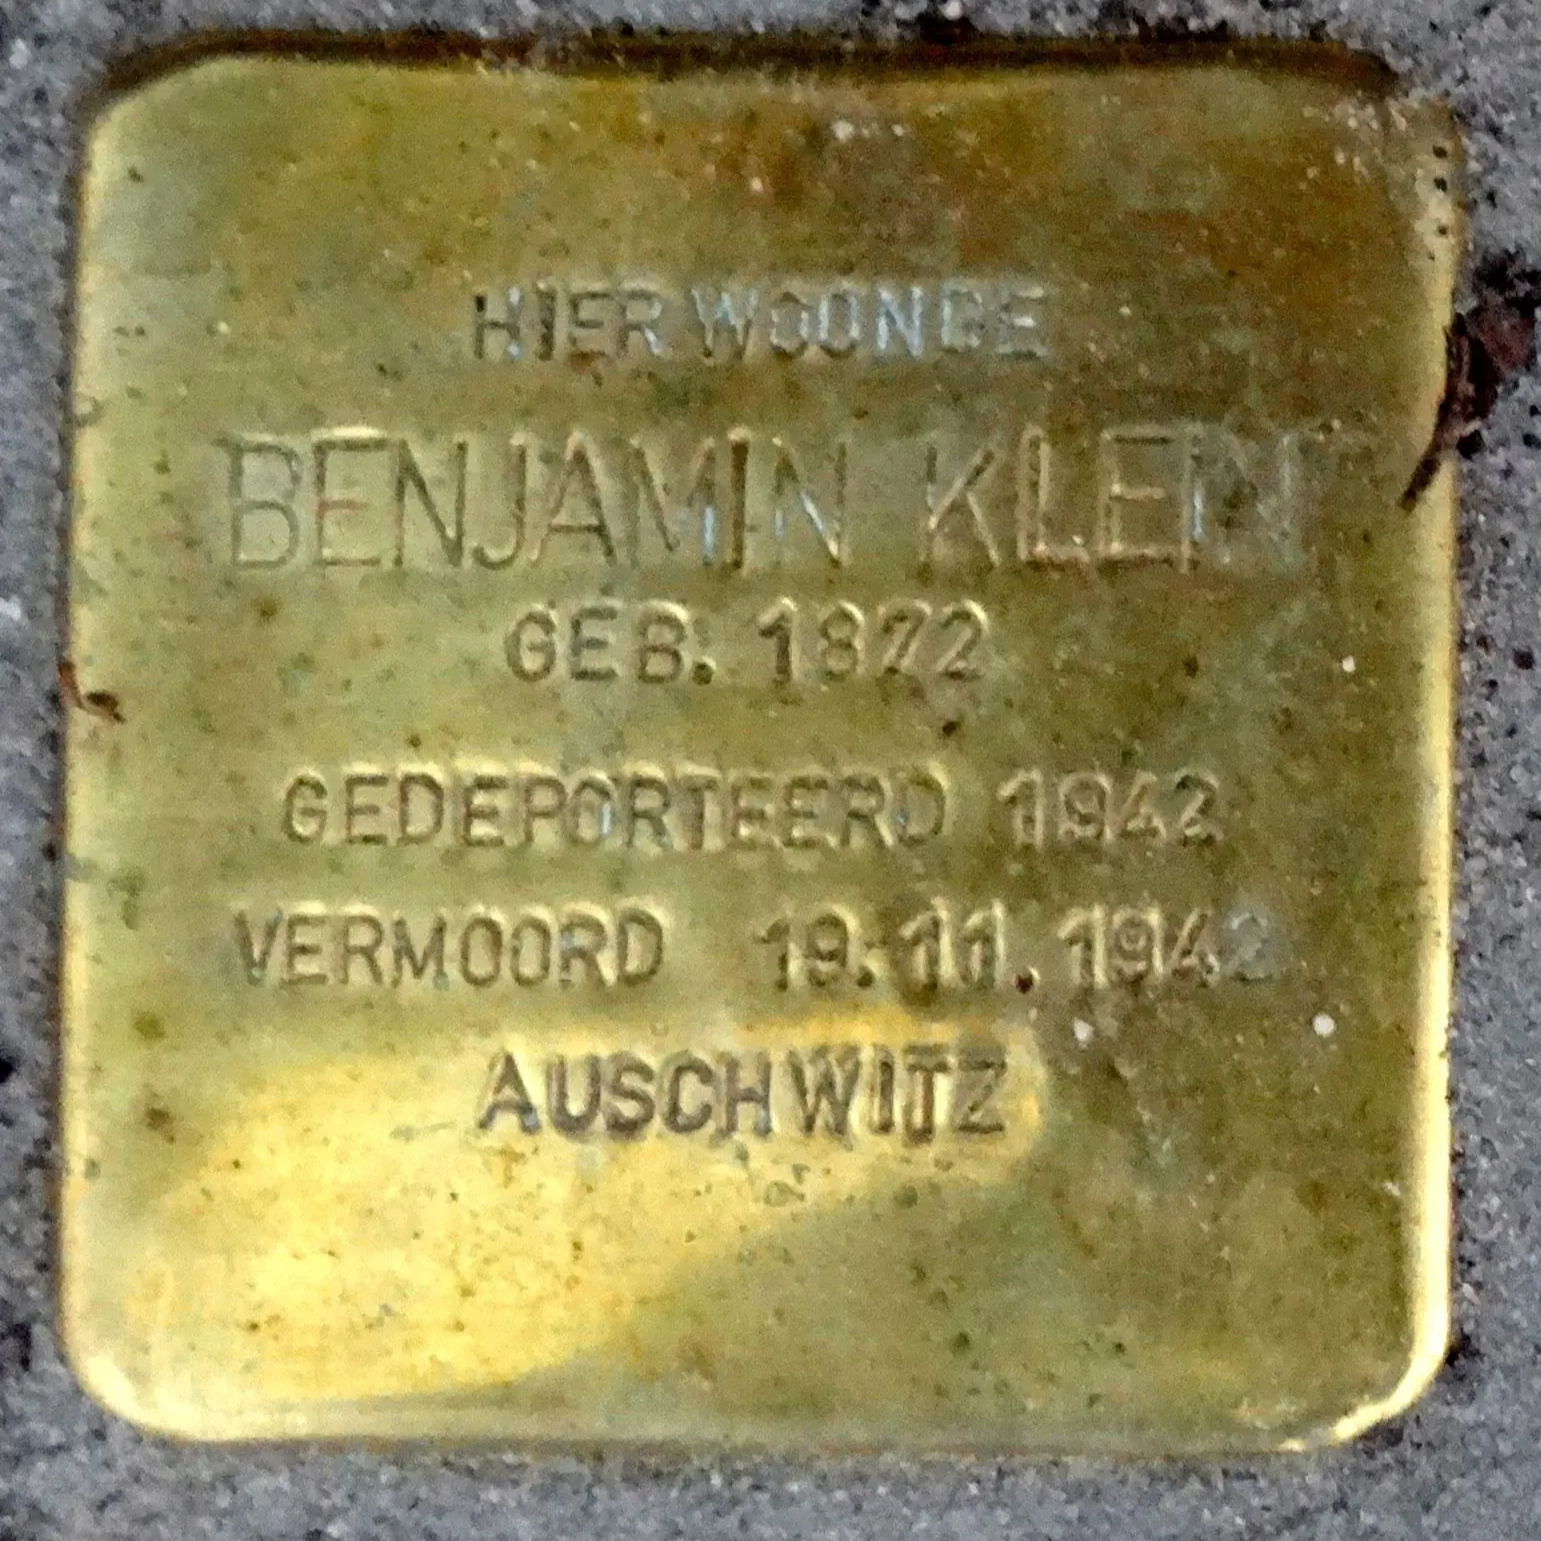 HIER WOONDE
BENJAMIN KLEIN
GEB. 1872
GEDEPORTEERD 1942
VERMOORD 19.11.1942
AUSCHWITZ